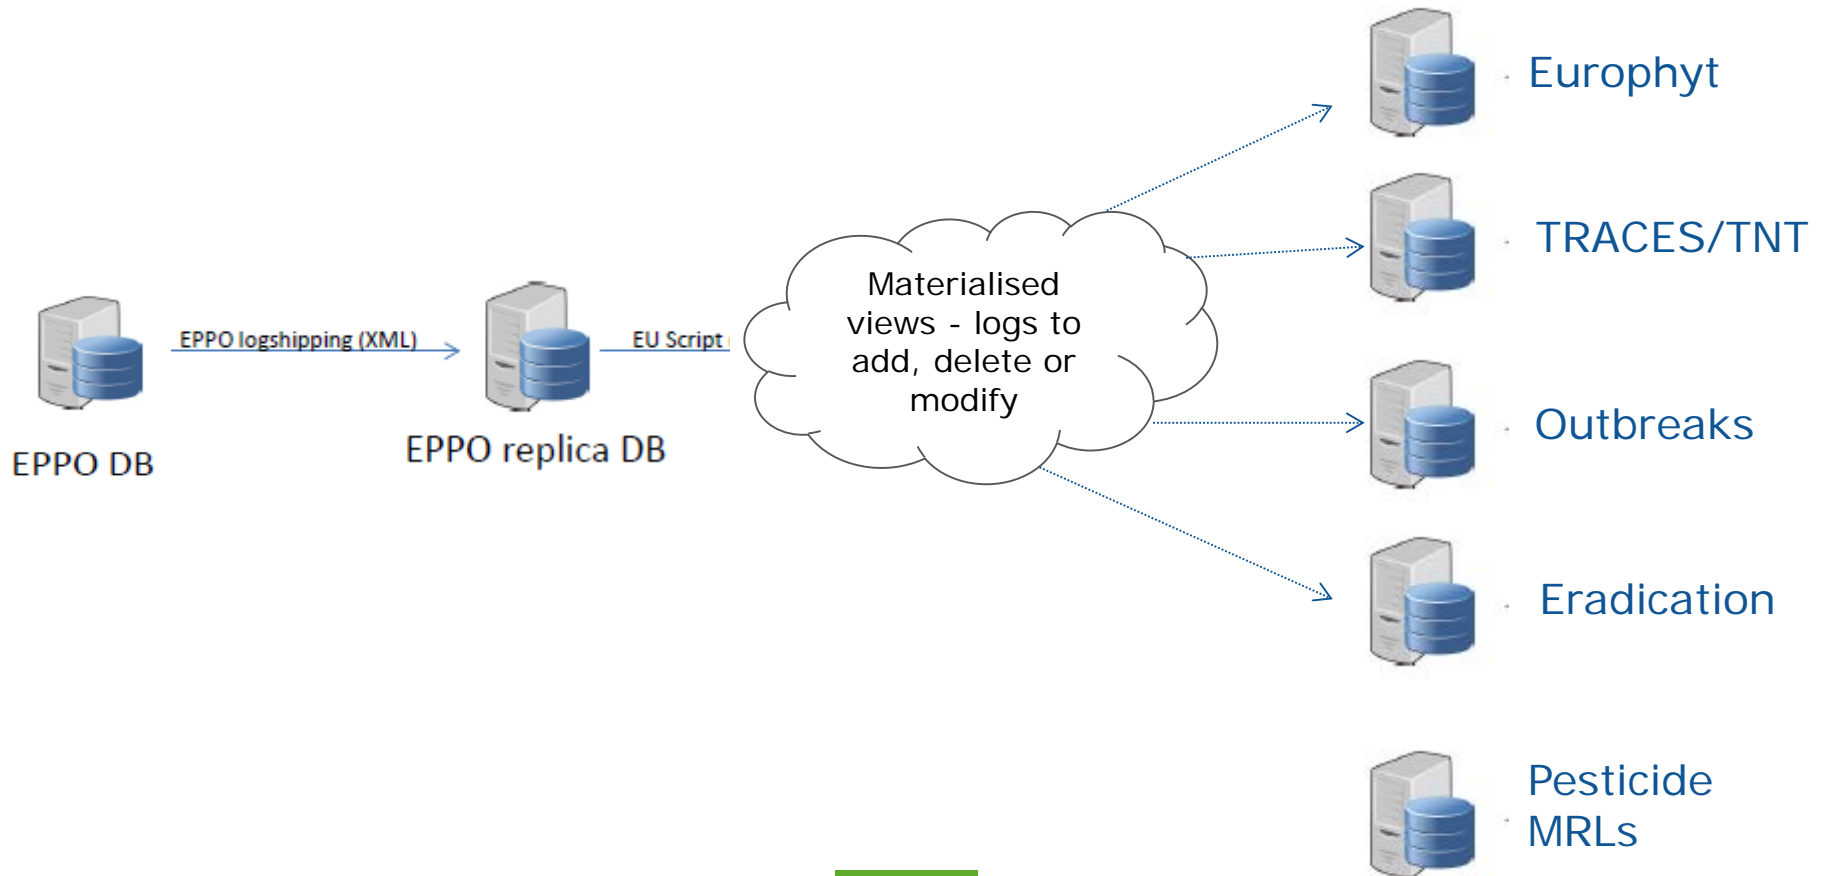 Europhyt
TRACES/TNT
Materialised
views - logs to
add, delete or
modify
EPPO logshipping (XML)
EU Script
Outbreaks
EPPO DB
EPPO replica DB
Eradication
Pesticide
MRLs